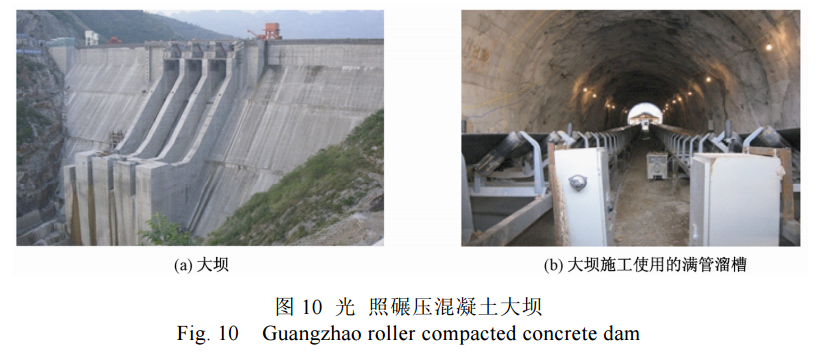 (a) 大坝
(b) 大坝施工使用的满管溜槽
图 10 光 照碾压混凝土大坝
Fig. 10 Guangzhao roller compacted concrete dam